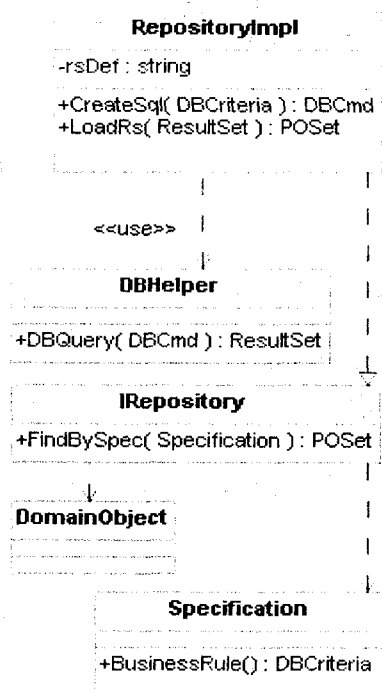 RepositoryImpl
-rsDef : string
+CreateSql( DBCriteria ) : DBCmd
+LoadRs( ResultSet ) : POSet
<<use>>
DBHelper
+DBQuery( DBCmd ) : ResultSet
IRepository
+FindBySpec( Specification ) : POSet
DomainObject
Specification
+BusinessRule() : DBCriteria